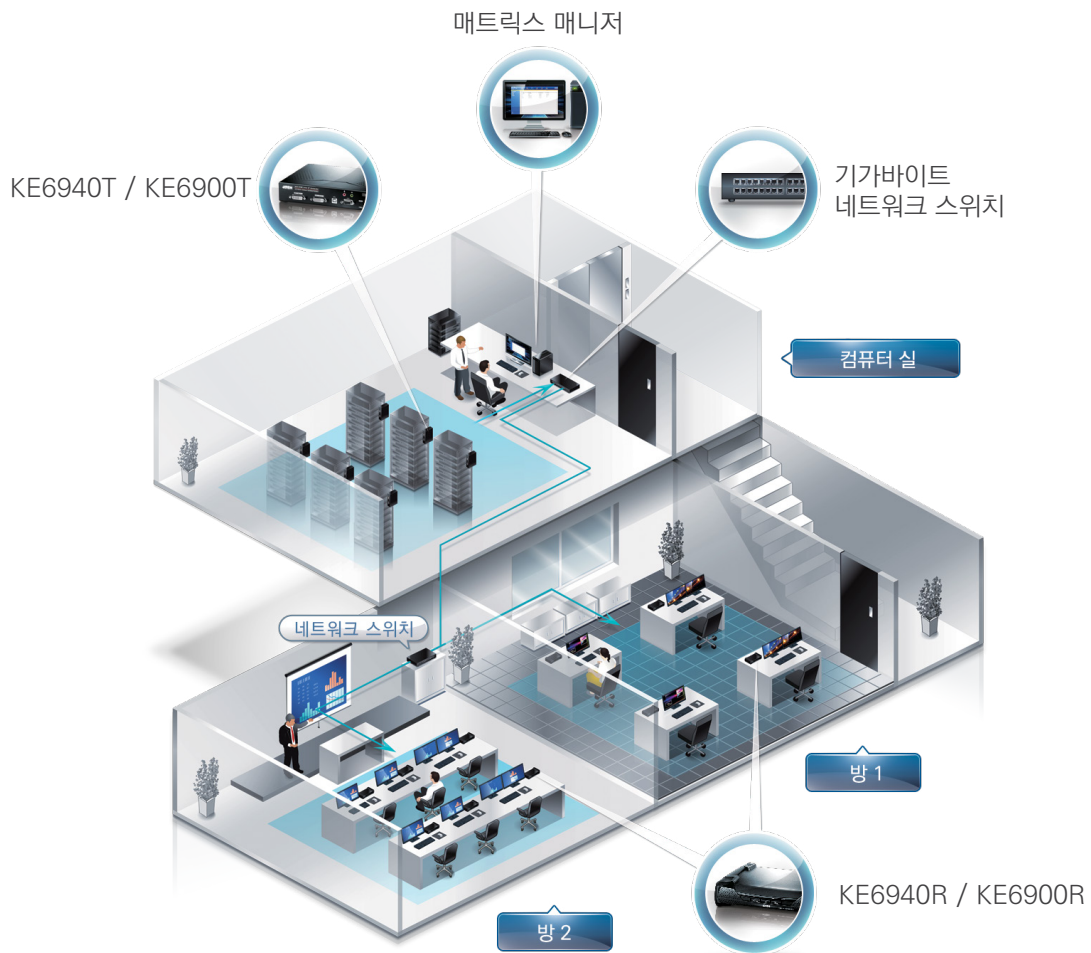 매트릭스 매니저
KE6940T / KE6900T
기가바이트
네트워크 스위치
컴퓨터 실
네트워크 스위치
방 1
KE6940R / KE6900R
방 2